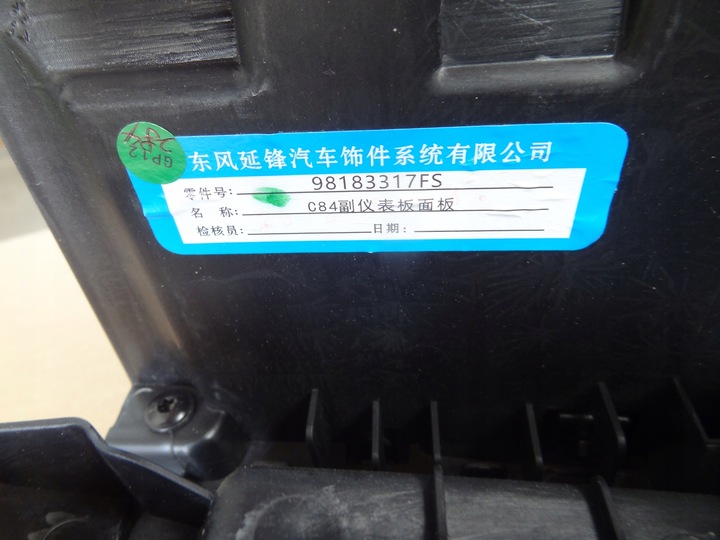 东风延锋汽车饰件系统有限公司
零件号: 98183317FS
名 称: C84副仪表板面板
检核员: 日期:
GP12